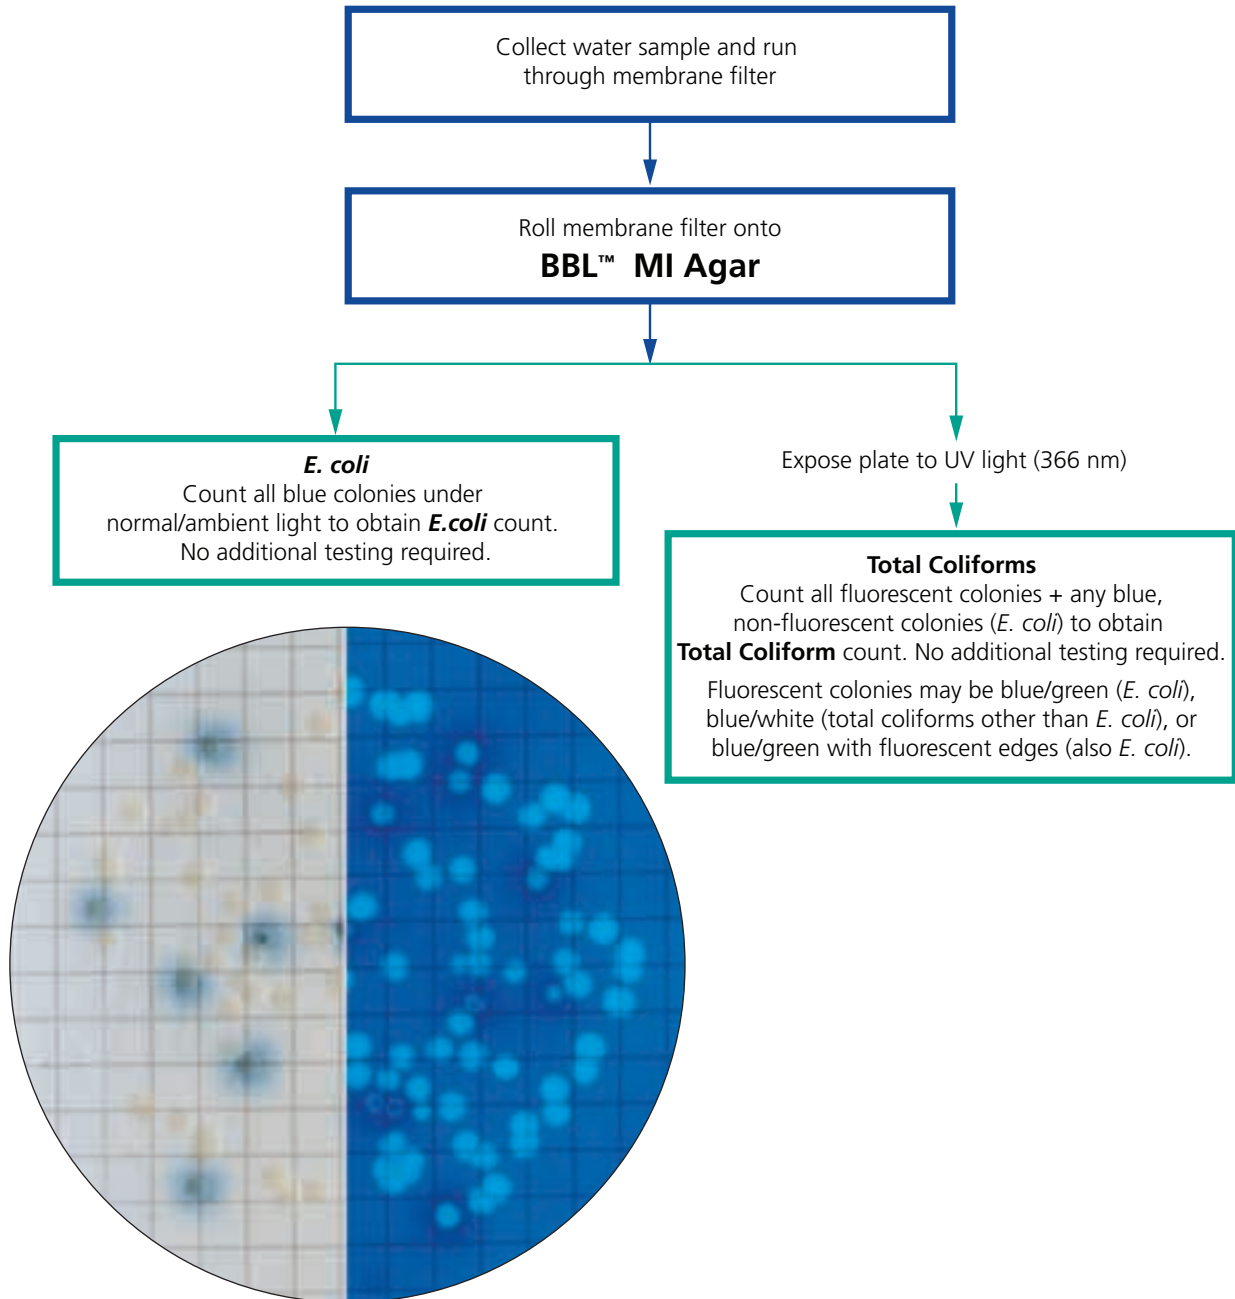 Collect water sample and run
through membrane filter
Roll membrane filter onto
BBL™ MI Agar
E. coli
Count all blue colonies under
normal/ambient light to obtain E.coli count.
No additional testing required.
Expose plate to UV light (366 nm)
Total Coliforms
Count all fluorescent colonies + any blue,
non-fluorescent colonies (E. coli) to obtain
Total Coliform count. No additional testing required.
Fluorescent colonies may be blue/green (E. coli),
blue/white (total coliforms other than E. coli), or
blue/green with fluorescent edges (also E. coli).